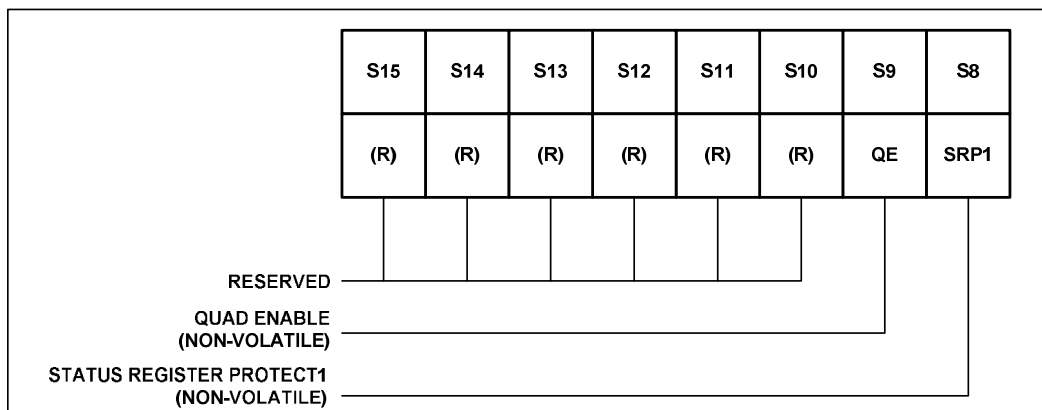 S15 S14 S13 S12 S11 S10 S9 S8
(R) (R) (R) (R) (R) (R) QE SRP1
RESERVED
QUAD ENABLE
(NON-VOLATILE)
STATUS REGISTER PROTECT1
(NON-VOLATILE)